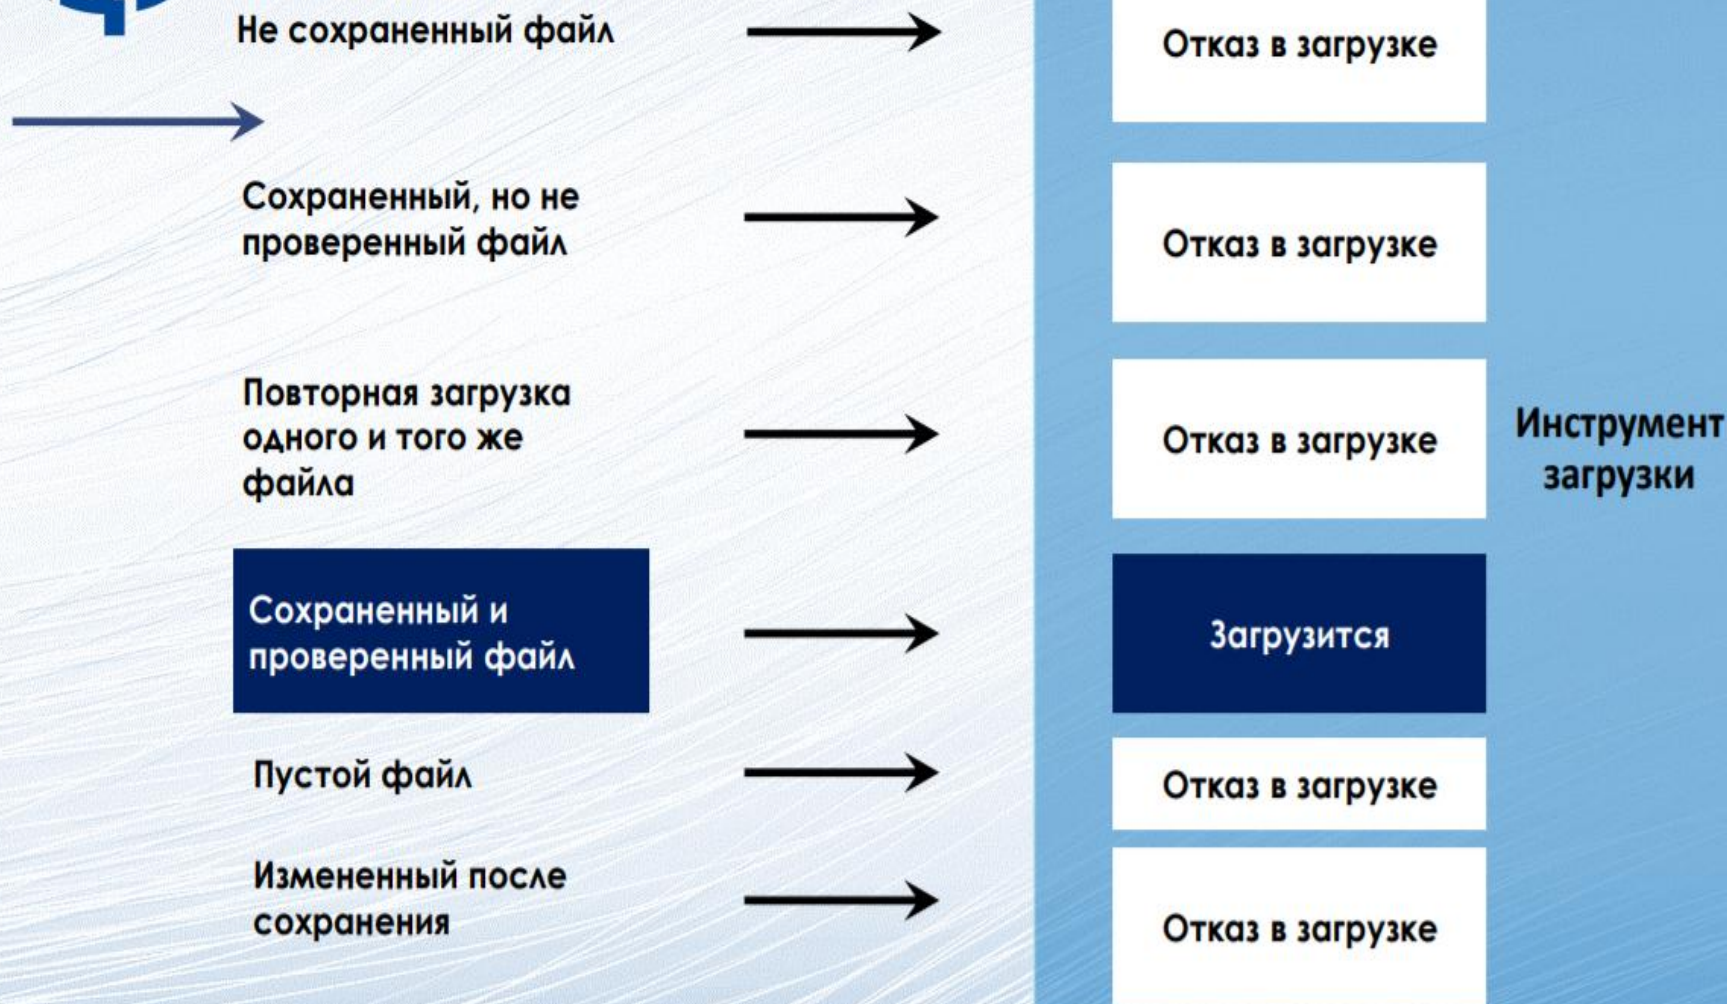 Не сохраненный файл
Отказ в загрузке
Сохраненный, но не
проверенный файл
Отказ в загрузке
Повторная загрузка
одного и того же
файла
Отказ в загрузке
Инструмент
загрузки
Сохраненный и
проверенный файл
Загрузится
Пустой файл
Отказ в загрузке
Измененный после
сохранения
Отказ в загрузке